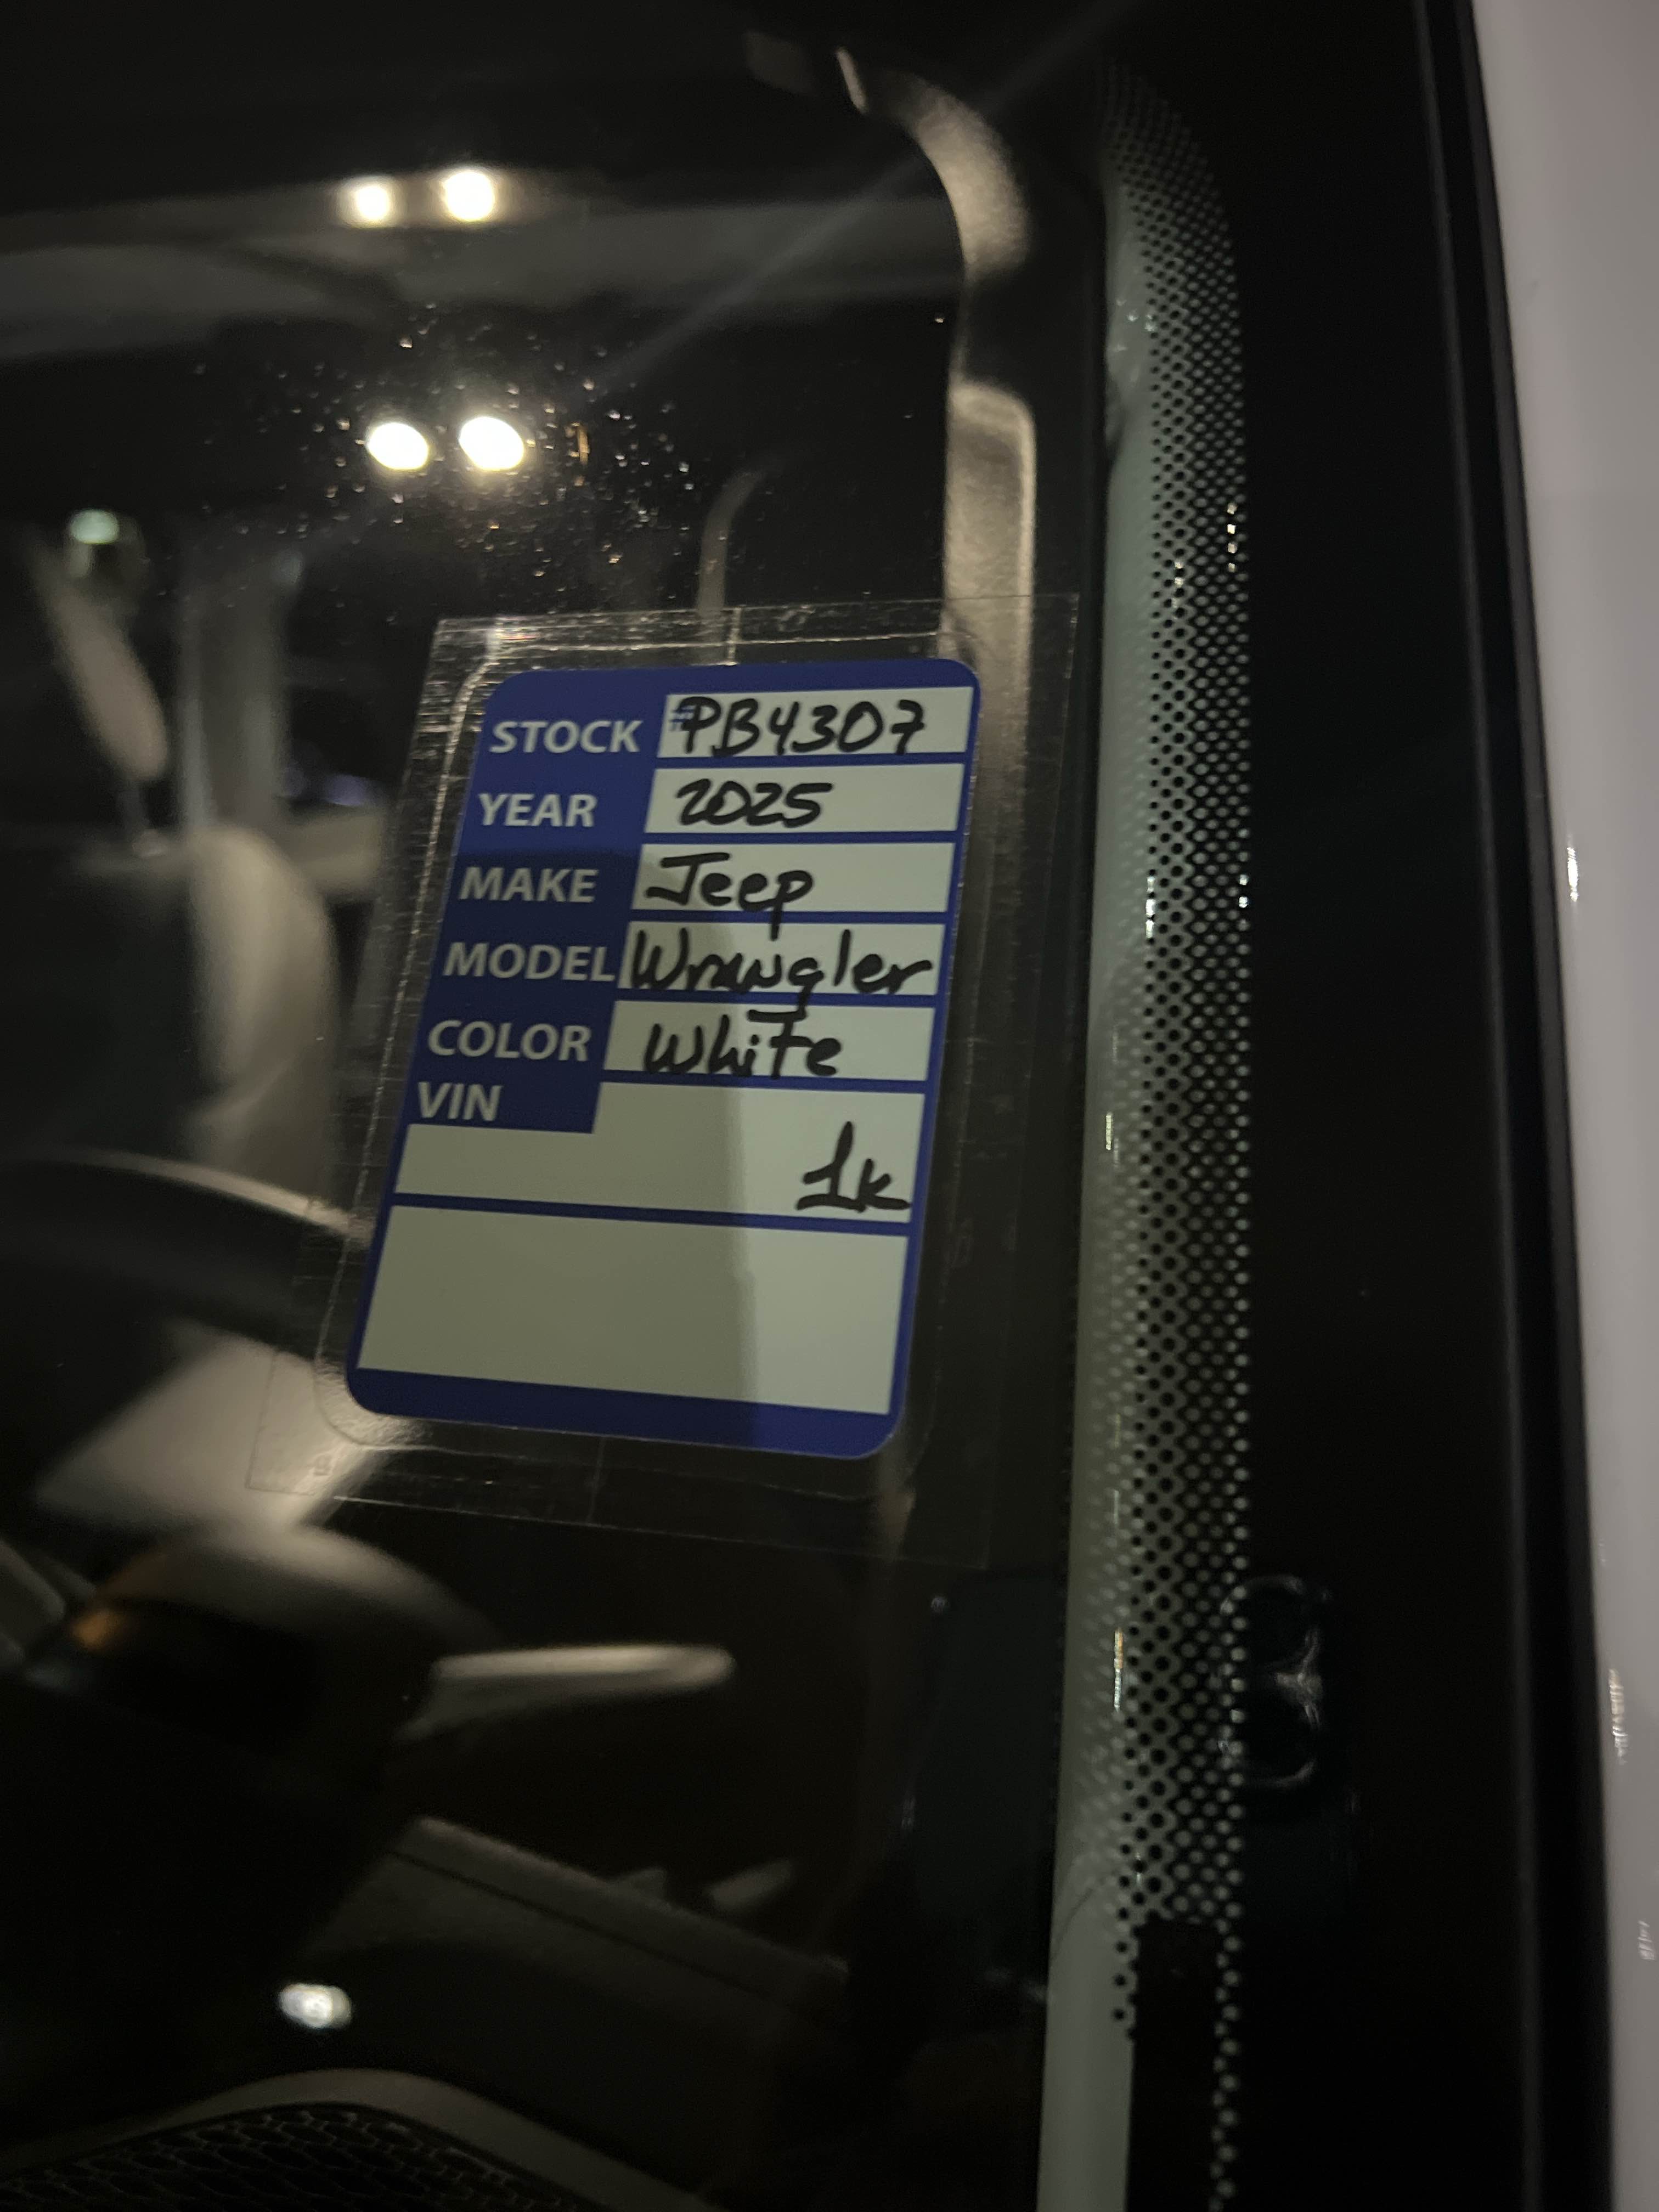 STOCK #PB4307
YEAR 2025
MAKE Jeep
MODEL Wrangler
COLOR White
VIN
1k